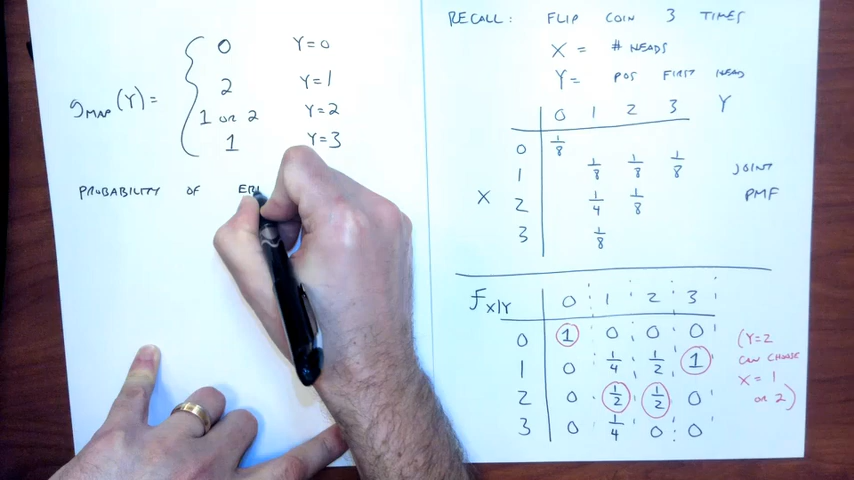 g_MAP (Y) = { 0 Y=0
2 Y=1
1 OR 2 Y=2
1 Y=3
PROBABILITY OF ERR
RECALL: FLIP COIN 3 TIMES
X = # HEADS
Y = POS FIRST HEAD
0 1 2 3 Y
0 1/8
1 1/8 1/8 1/8
X 2 1/4 1/8
3 1/8
JOINT
PMF
f_X|Y 0 1 2 3
0 1 0 0 0
1 0 1/4 1/2 1
2 0 1/2 1/2 0
3 0 1/4 0 0
(Y=2
CAN CHOOSE
X = 1
OR 2)